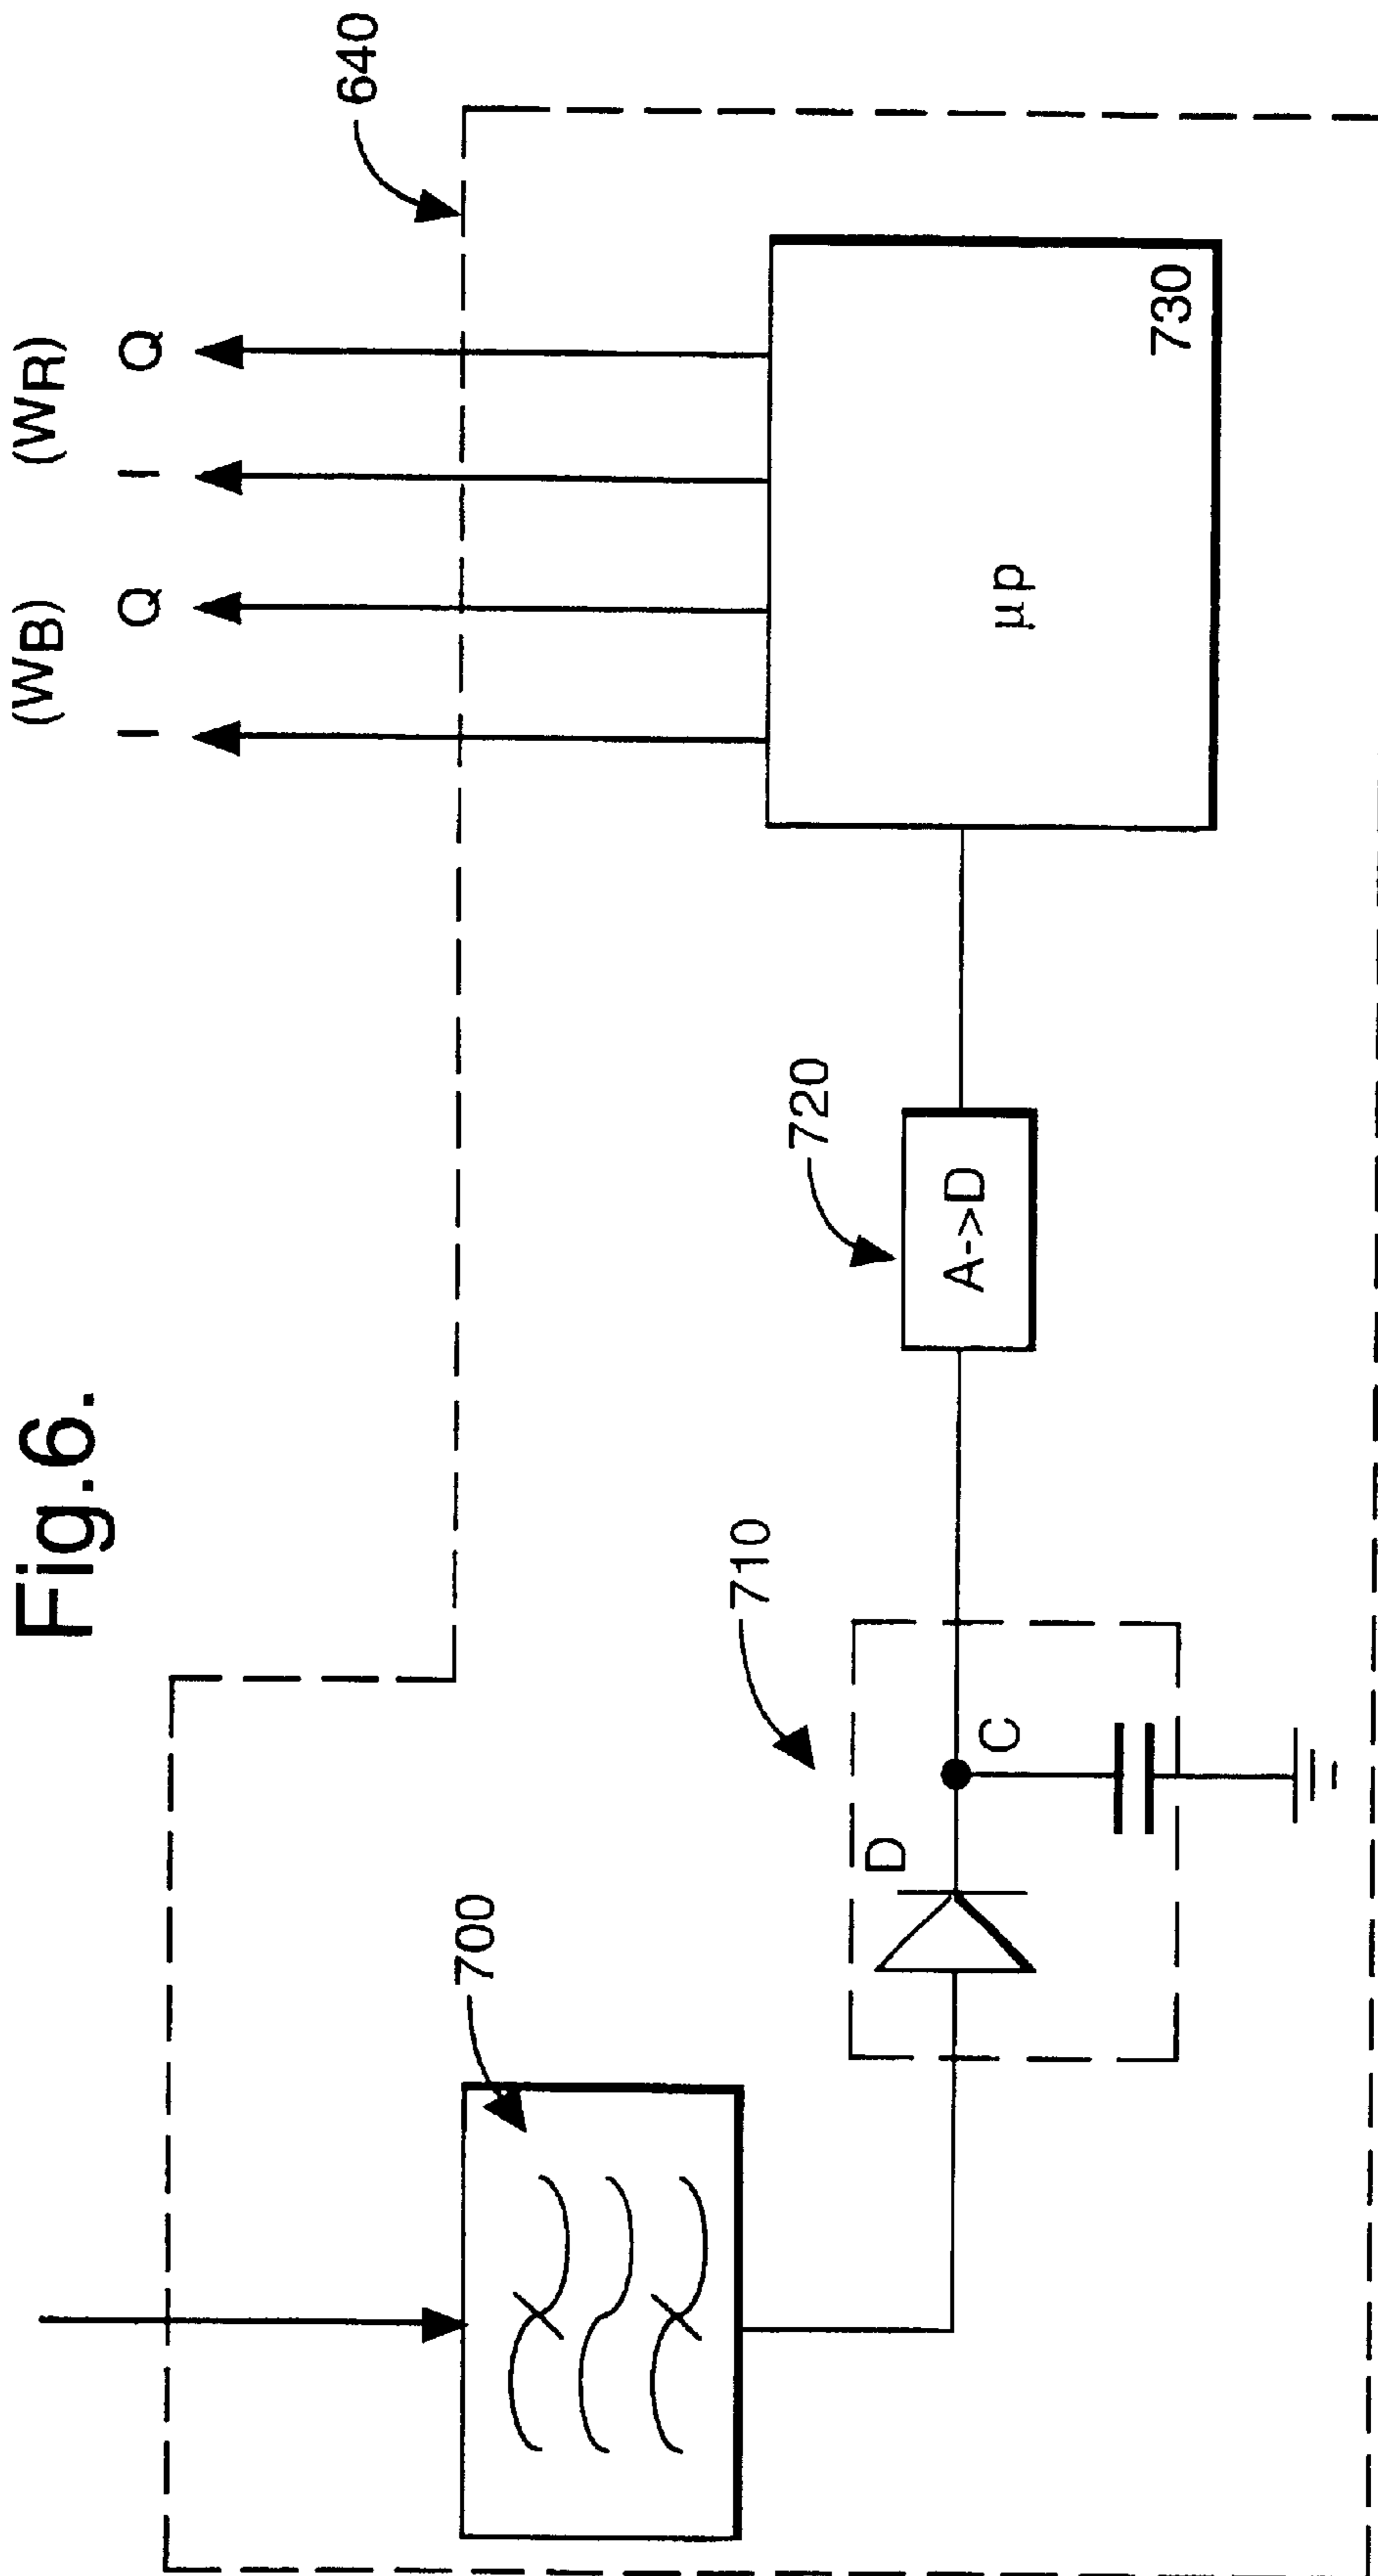 Fig.6.
(WB) (WR)
I Q I Q
640
700
710
D
C
720
A->D
µp
730